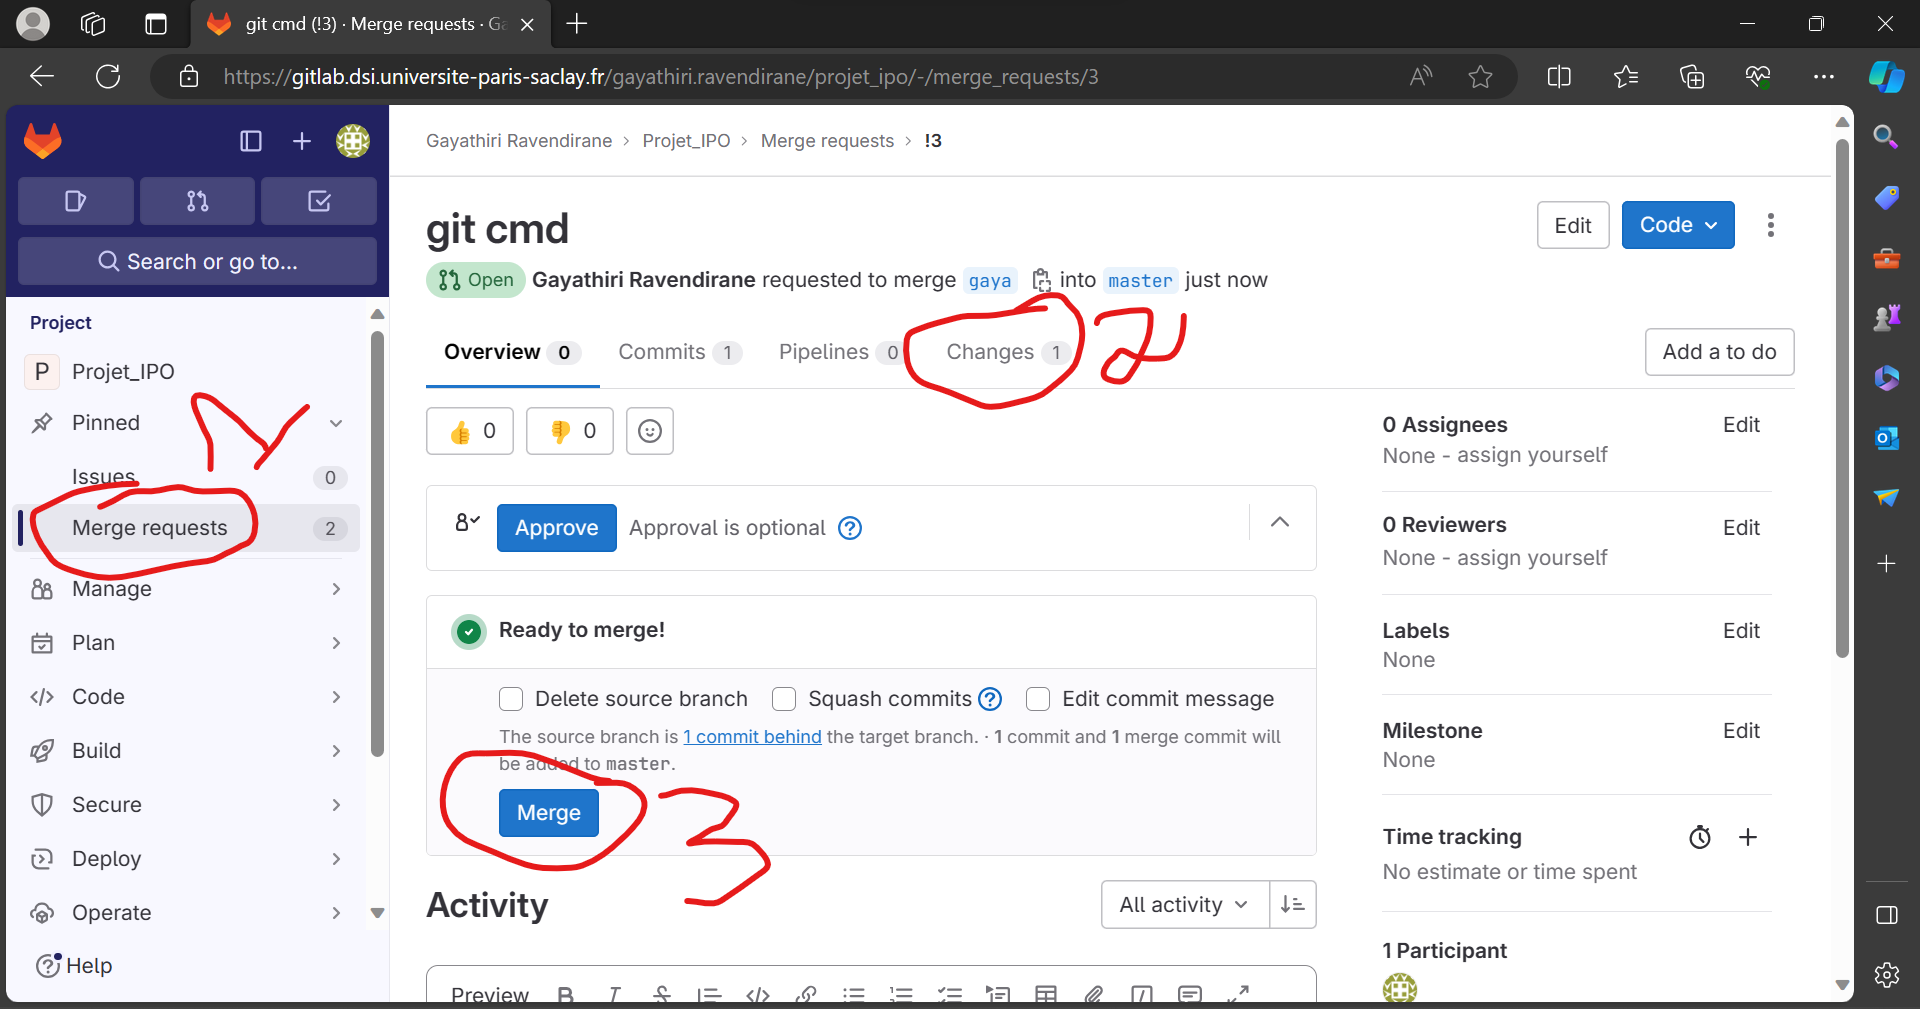 git cmd (!3) · Merge requests · Ga
https://gitlab.dsi.universite-paris-saclay.fr/gayathiri.ravendirane/projet_ipo/-/merge_requests/3
Search or go to...
Project
P Projet_IPO
Pinned
Issues 0
Merge requests 2
Manage
Plan
Code
Build
Secure
Deploy
Operate
Help
Gayathiri Ravendirane › Projet_IPO › Merge requests › !3
git cmd
Edit
Code
Open Gayathiri Ravendirane requested to merge gaya into master just now
Overview 0 Commits 1 Pipelines 0 Changes 1
2
Add a to do
👍 0 👎 0
Approve Approval is optional
Ready to merge!
Delete source branch Squash commits Edit commit message
The source branch is 1 commit behind the target branch. · 1 commit and 1 merge commit will
be added to master.
Merge
3
Activity
All activity
Preview
0 Assignees Edit
None - assign yourself
0 Reviewers Edit
None - assign yourself
Labels Edit
None
Milestone Edit
None
Time tracking
No estimate or time spent
1 Participant